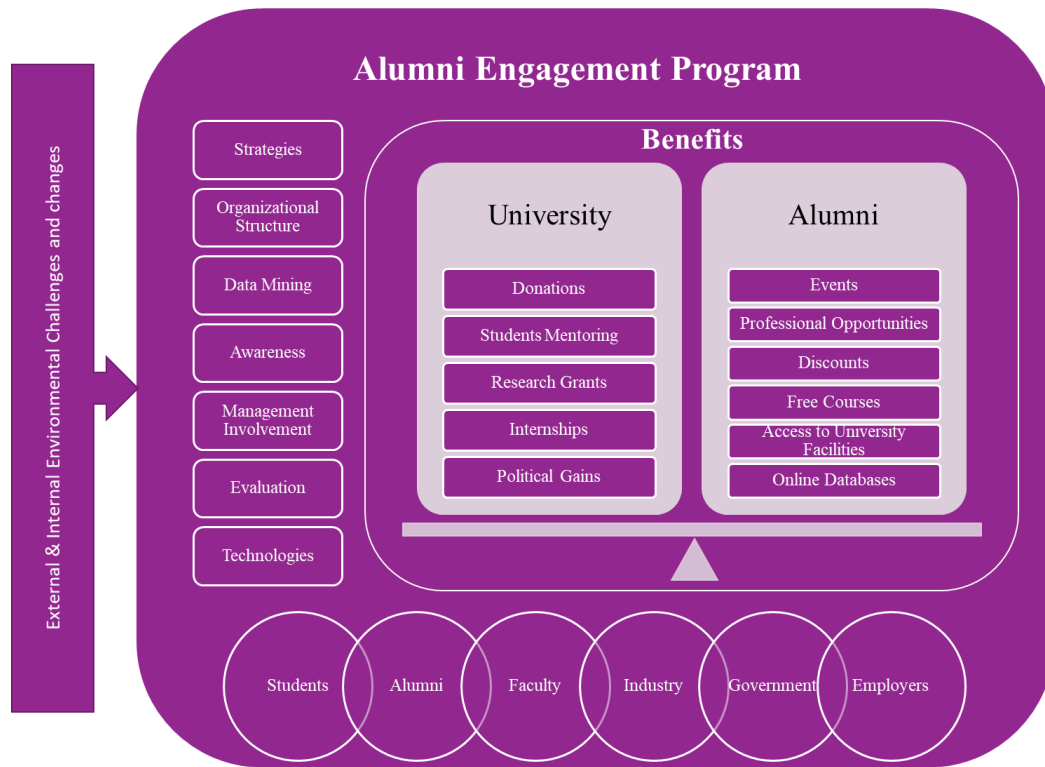 External & Internal Environmental Challenges and changes
Alumni Engagement Program
Strategies
Organizational
Structure
Data Mining
Awareness
Management
Involvement
Evaluation
Technologies
Benefits
University
Donations
Students Mentoring
Research Grants
Internships
Political Gains
Alumni
Events
Professional Opportunities
Discounts
Free Courses
Access to University
Facilities
Online Databases
Students
Alumni
Faculty
Industry
Government
Employers